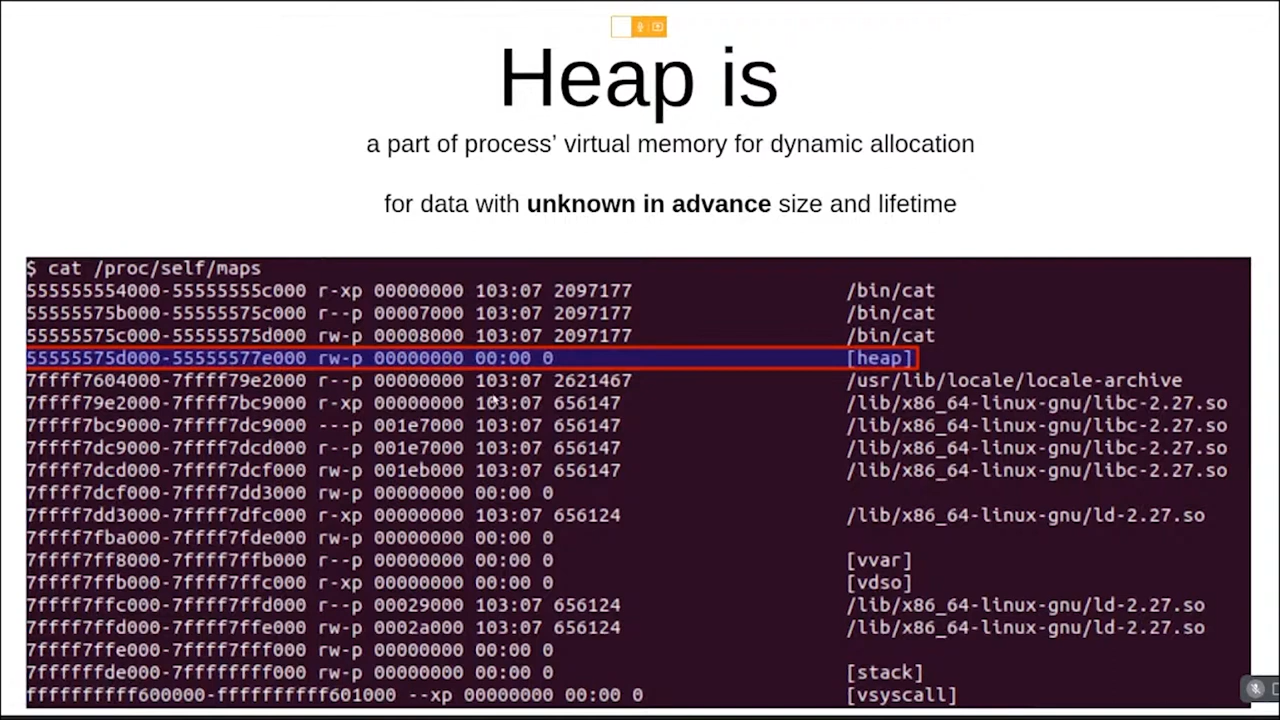 Heap is
a part of process’ virtual memory for dynamic allocation
for data with unknown in advance size and lifetime
$ cat /proc/self/maps
555555554000-55555555c000 r-xp 00000000 103:07 2097177 /bin/cat
55555575b000-55555575c000 r--p 00007000 103:07 2097177 /bin/cat
55555575c000-55555575d000 rw-p 00008000 103:07 2097177 /bin/cat
55555575d000-55555577e000 rw-p 00000000 00:00 0 [heap]
7ffff7604000-7ffff79e2000 r--p 00000000 103:07 2621467 /usr/lib/locale/locale-archive
7ffff79e2000-7ffff7bc9000 r-xp 00000000 103:07 656147 /lib/x86_64-linux-gnu/libc-2.27.so
7ffff7bc9000-7ffff7dc9000 ---p 001e7000 103:07 656147 /lib/x86_64-linux-gnu/libc-2.27.so
7ffff7dc9000-7ffff7dcd000 r--p 001e7000 103:07 656147 /lib/x86_64-linux-gnu/libc-2.27.so
7ffff7dcd000-7ffff7dcf000 rw-p 001eb000 103:07 656147 /lib/x86_64-linux-gnu/libc-2.27.so
7ffff7dcf000-7ffff7dd3000 rw-p 00000000 00:00 0
7ffff7dd3000-7ffff7dfc000 r-xp 00000000 103:07 656124 /lib/x86_64-linux-gnu/ld-2.27.so
7ffff7fba000-7ffff7fde000 rw-p 00000000 00:00 0
7ffff7ff8000-7ffff7ffb000 r--p 00000000 00:00 0 [vvar]
7ffff7ffb000-7ffff7ffc000 r-xp 00000000 00:00 0 [vdso]
7ffff7ffc000-7ffff7ffd000 r--p 00029000 103:07 656124 /lib/x86_64-linux-gnu/ld-2.27.so
7ffff7ffd000-7ffff7ffe000 rw-p 0002a000 103:07 656124 /lib/x86_64-linux-gnu/ld-2.27.so
7ffff7ffe000-7ffff7fff000 rw-p 00000000 00:00 0
7ffffffde000-7ffffffff000 rw-p 00000000 00:00 0 [stack]
ffffffffff600000-ffffffffff601000 --xp 00000000 00:00 0 [vsyscall]